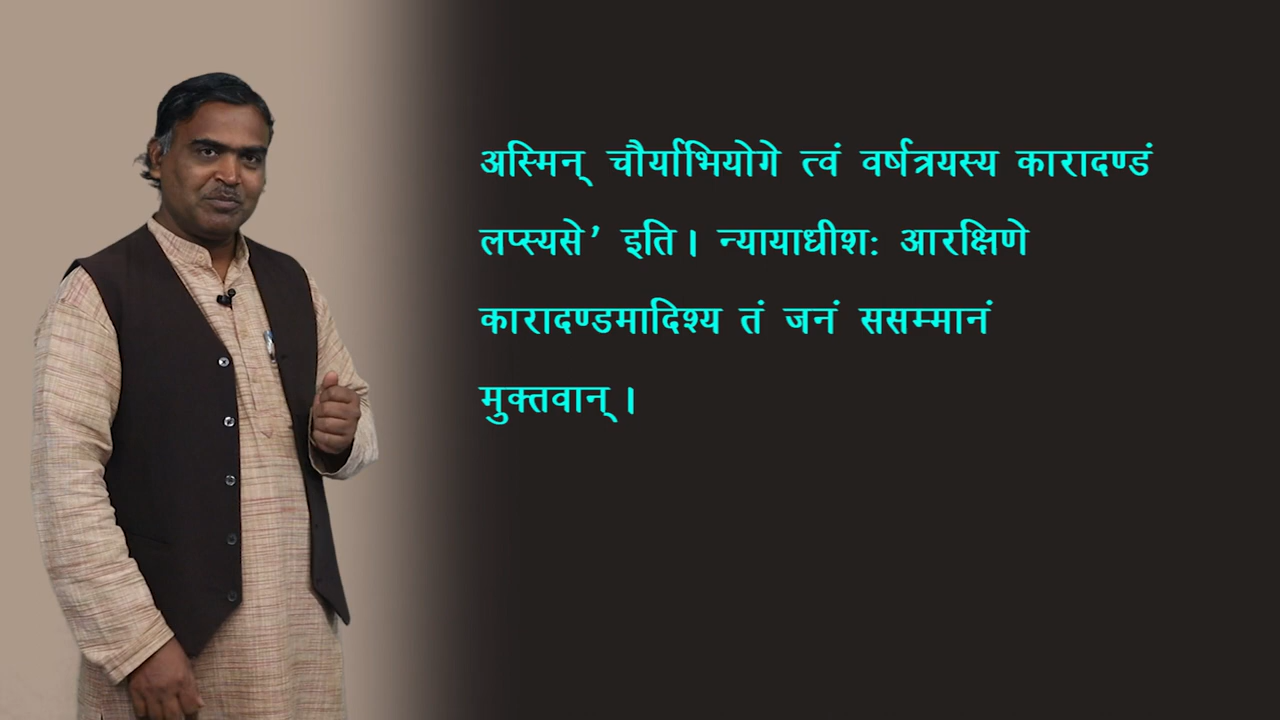 अस्मिन् चौर्याभियोगे त्वं वर्षत्रयस्य कारादण्डं
लप्स्यसे’ इति। न्यायाधीशः आरक्षिणे
कारादण्डमादिश्य तं जनं ससम्मानं
मुक्तवान्।